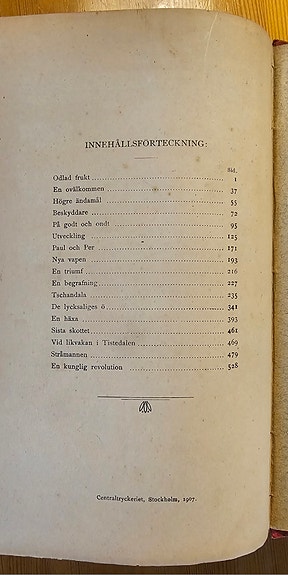 INNEHÅLLSFÖRTECKNING:
Sid.
Odlad frukt 1
En ovälkommen 37
Högre ändamål 55
Beskyddare 72
På godt och ondt 95
Utveckling 125
Paul och Per 171
Nya vapen 193
En triumf 216
En begrafning 227
Tschandala 235
De lycksaliges ö 341
En häxa 393
Sista skottet 461
Vid likvakan i Tistedalen 469
Stråmannen 479
En kunglig revolution 528
Centraltryckeriet, Stockholm, 1907.